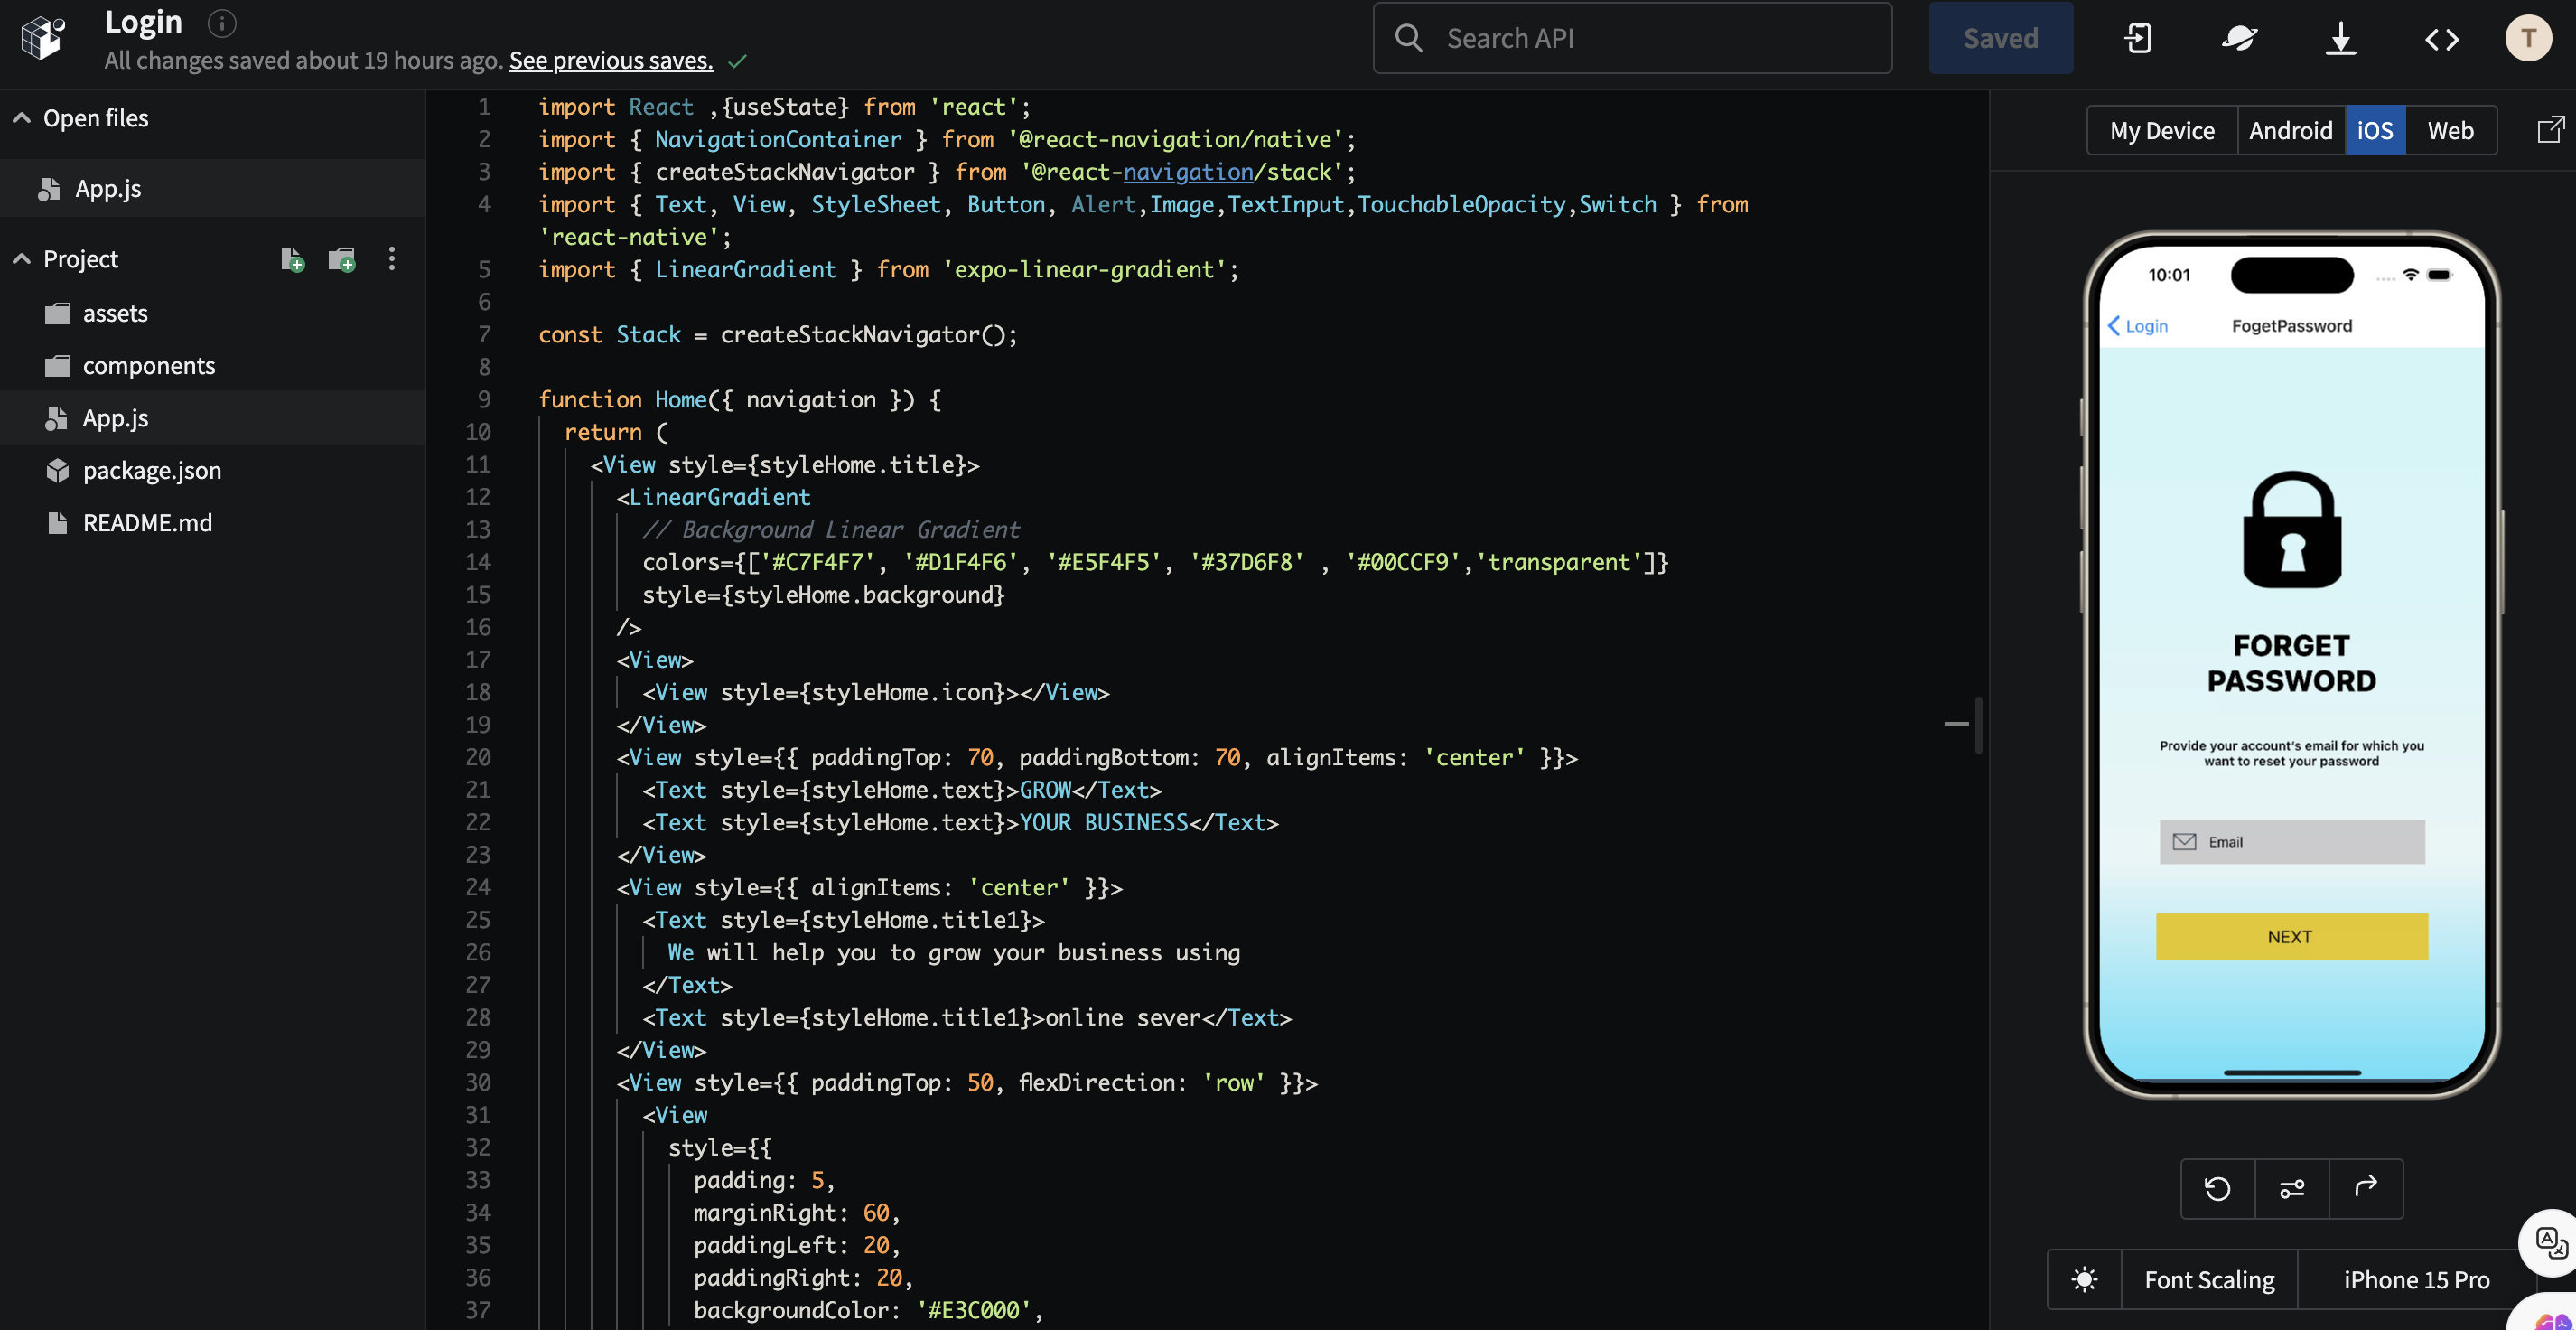 Login
All changes saved about 19 hours ago. See previous saves.
Search API
Saved
T
Open files
App.js
Project
assets
components
App.js
package.json
README.md
1 import React ,{useState} from 'react';
2 import { NavigationContainer } from '@react-navigation/native';
3 import { createStackNavigator } from '@react-navigation/stack';
4 import { Text, View, StyleSheet, Button, Alert,Image,TextInput,TouchableOpacity,Switch } from
'react-native';
5 import { LinearGradient } from 'expo-linear-gradient';
6
7 const Stack = createStackNavigator();
8
9 function Home({ navigation }) {
10 return (
11 <View style={styleHome.title}>
12 <LinearGradient
13 // Background Linear Gradient
14 colors={['#C7F4F7', '#D1F4F6', '#E5F4F5', '#37D6F8' , '#00CCF9','transparent']}
15 style={styleHome.background}
16 />
17 <View>
18 <View style={styleHome.icon}></View>
19 </View>
20 <View style={{ paddingTop: 70, paddingBottom: 70, alignItems: 'center' }}>
21 <Text style={styleHome.text}>GROW</Text>
22 <Text style={styleHome.text}>YOUR BUSINESS</Text>
23 </View>
24 <View style={{ alignItems: 'center' }}>
25 <Text style={styleHome.title1}>
26 We will help you to grow your business using
27 </Text>
28 <Text style={styleHome.title1}>online sever</Text>
29 </View>
30 <View style={{ paddingTop: 50, flexDirection: 'row' }}>
31 <View
32 style={{
33 padding: 5,
34 marginRight: 60,
35 paddingLeft: 20,
36 paddingRight: 20,
37 backgroundColor: '#E3C000',
My Device
Android
iOS
Web
10:01
Login
FogetPassword
FORGET
PASSWORD
Provide your account's email for which you
want to reset your password
Email
NEXT
Font Scaling
iPhone 15 Pro